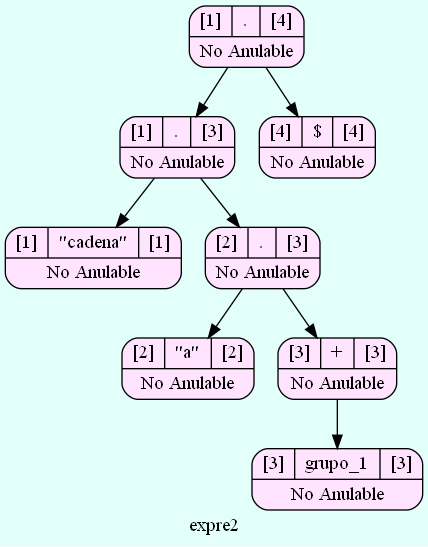 [1] . [4]
No Anulable
[1] . [3]
No Anulable
[4] $ [4]
No Anulable
[1] "cadena" [1]
No Anulable
[2] . [3]
No Anulable
[2] "a" [2]
No Anulable
[3] + [3]
No Anulable
[3] grupo_1 [3]
No Anulable
expre2